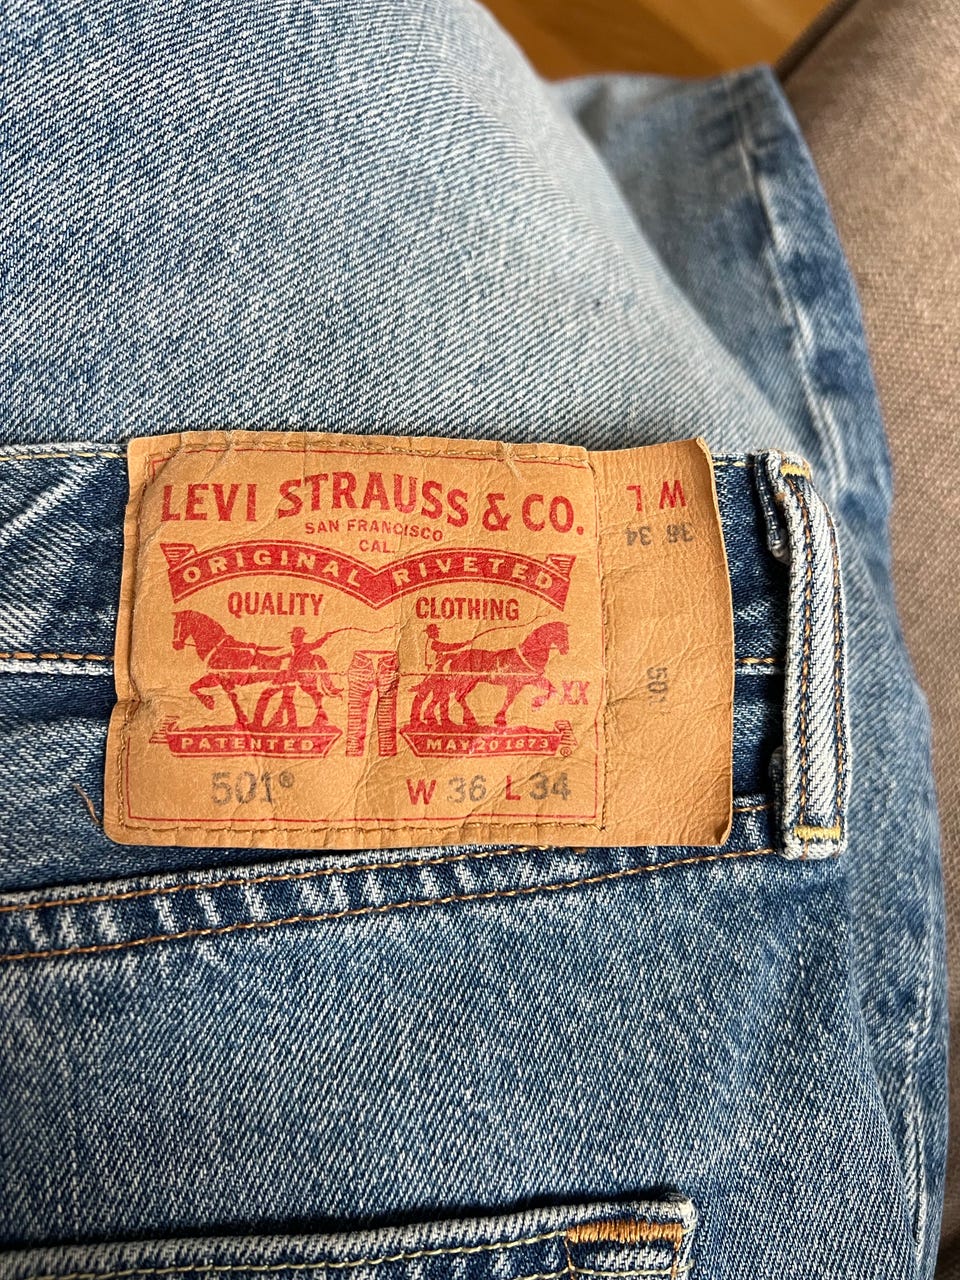 LEVI STRAUSS & CO.
SAN FRANCISCO
CAL.
ORIGINAL RIVETED
QUALITY CLOTHING
XX
PATENTED MAY 20 1873 ®
501® W 36 L 34
W L
36 34
501